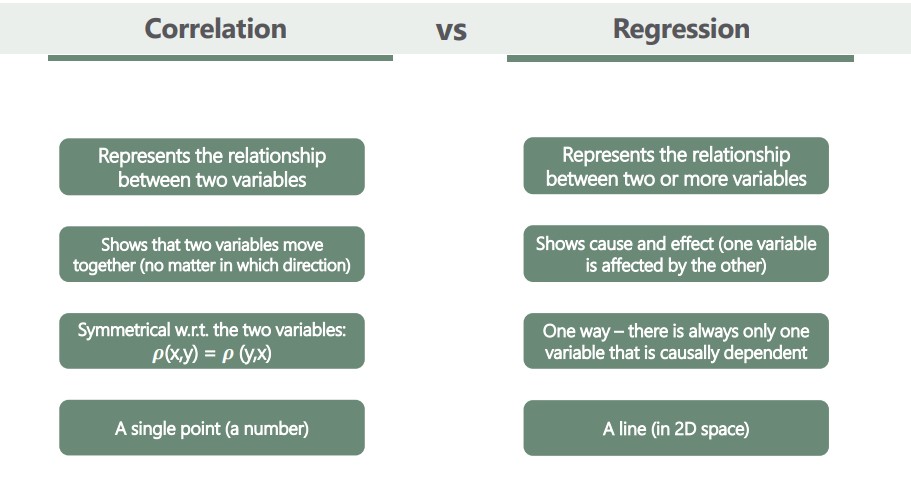 Correlation vs Regression
Represents the relationship
between two variables
Represents the relationship
between two or more variables
Shows that two variables move
together (no matter in which direction)
Shows cause and effect (one variable
is affected by the other)
Symmetrical w.r.t. the two variables:
ρ(x,y) = ρ (y,x)
One way – there is always only one
variable that is causally dependent
A single point (a number)
A line (in 2D space)